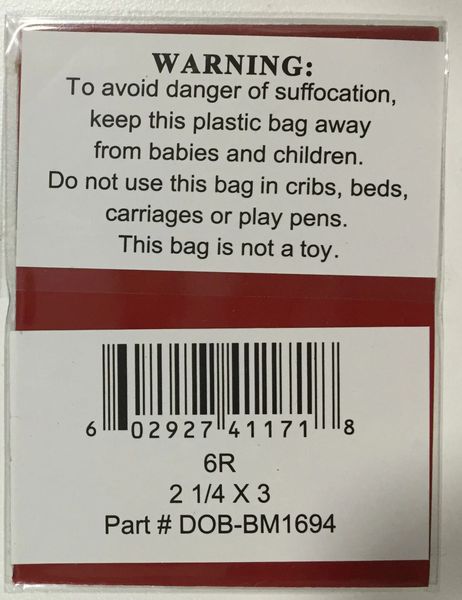 WARNING:
To avoid danger of suffocation,
keep this plastic bag away
from babies and children.
Do not use this bag in cribs, beds,
carriages or play pens.
This bag is not a toy.
6 02927 41171 8
6R
2 1/4 X 3
Part # DOB-BM1694